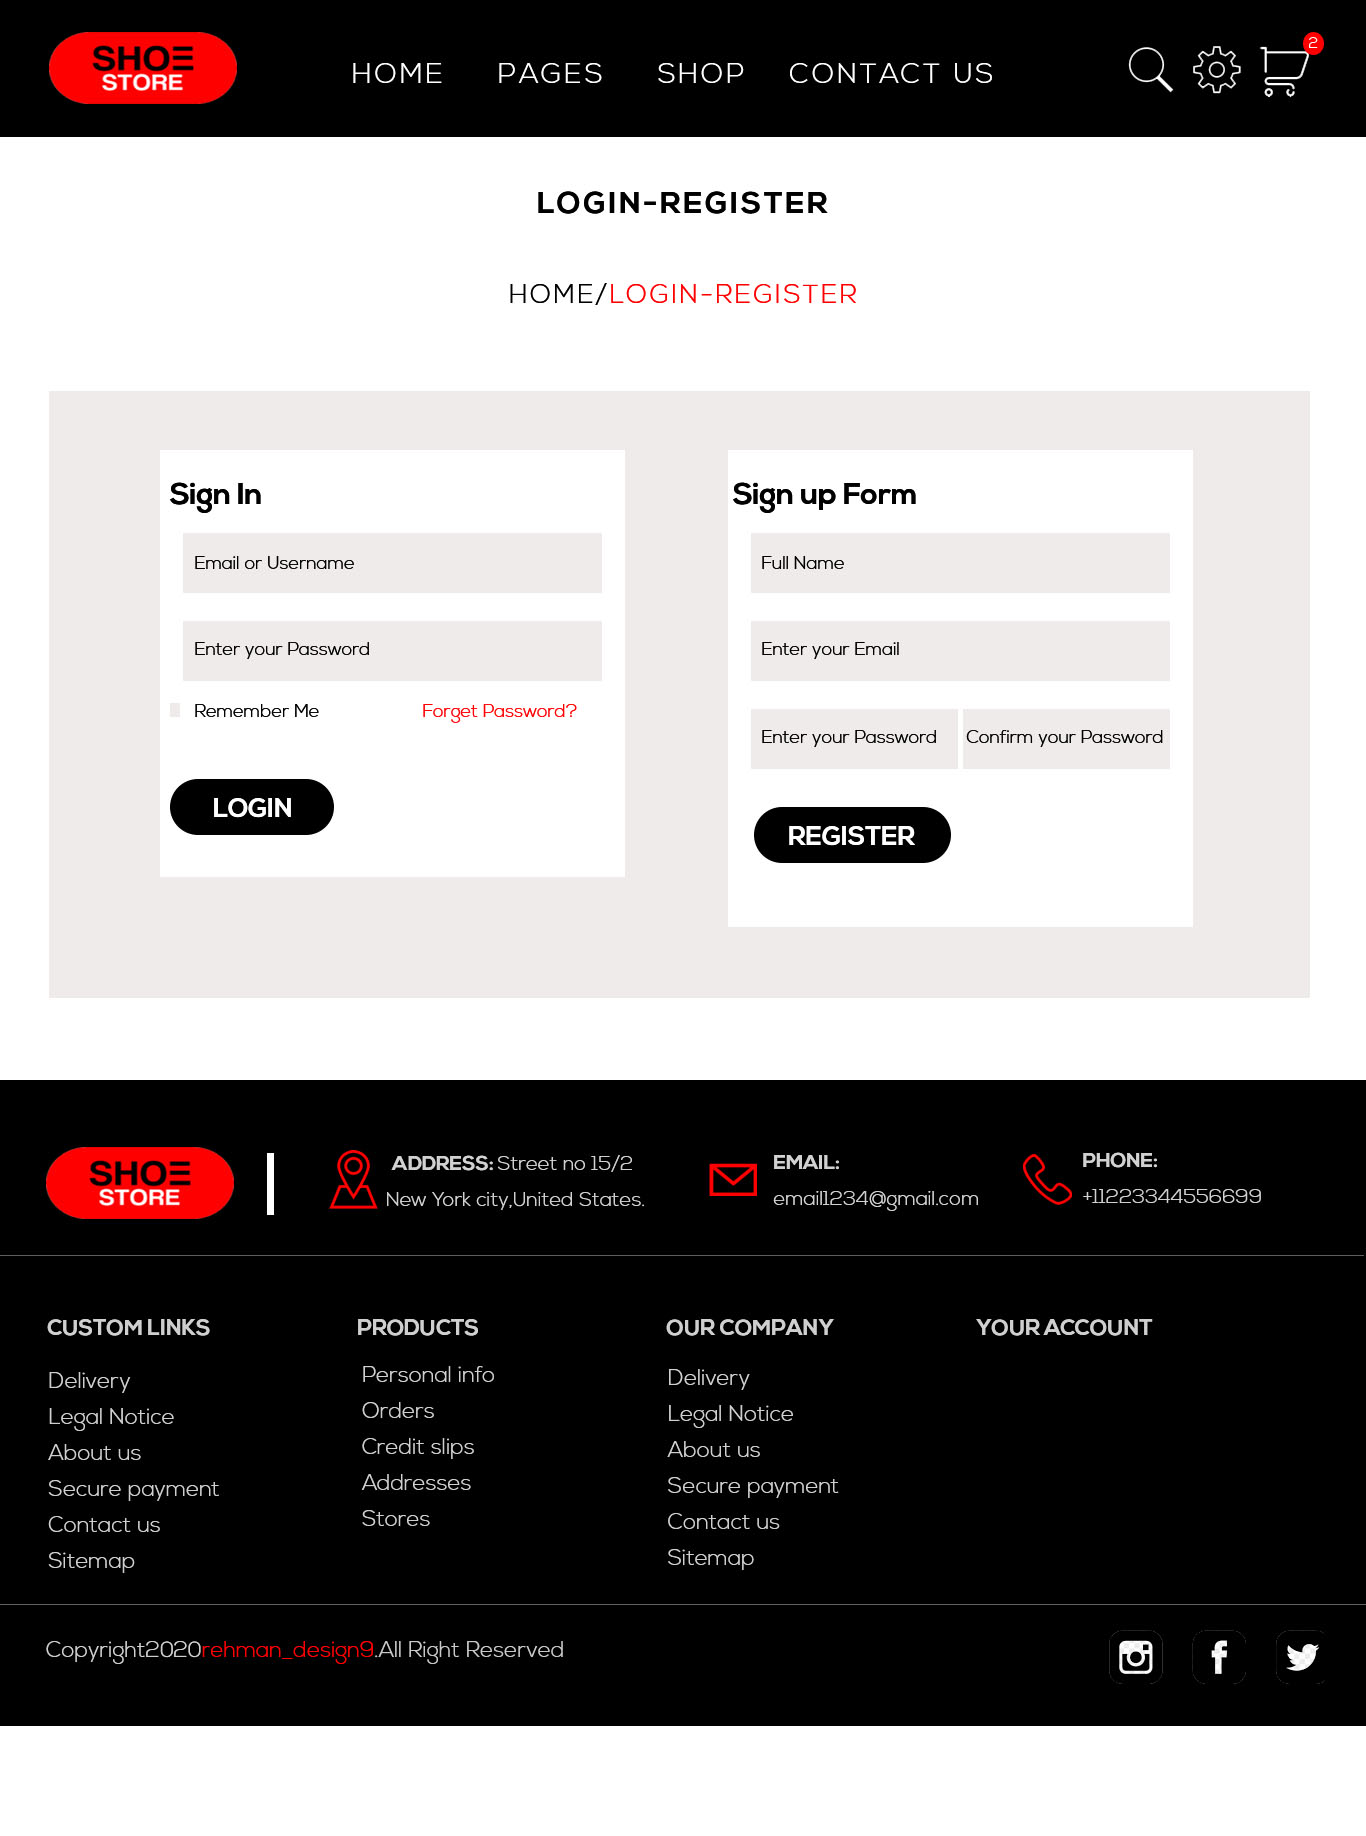 SHOE
STORE
HOME PAGES SHOP CONTACT US
2
LOGIN-REGISTER
HOME/LOGIN-REGISTER
Sign In
Email or Username
Enter your Password
Remember Me Forget Password?
LOGIN
Sign up Form
Full Name
Enter your Email
Enter your Password Confirm your Password
REGISTER
SHOE
STORE
ADDRESS: Street no 15/2
New York city,United States.
EMAIL:
email1234@gmail.com
PHONE:
+11223344556699
CUSTOM LINKS
Delivery
Legal Notice
About us
Secure payment
Contact us
Sitemap
PRODUCTS
Personal info
Orders
Credit slips
Addresses
Stores
OUR COMPANY
Delivery
Legal Notice
About us
Secure payment
Contact us
Sitemap
YOUR ACCOUNT
Copyright2020rehman_design9.All Right Reserved